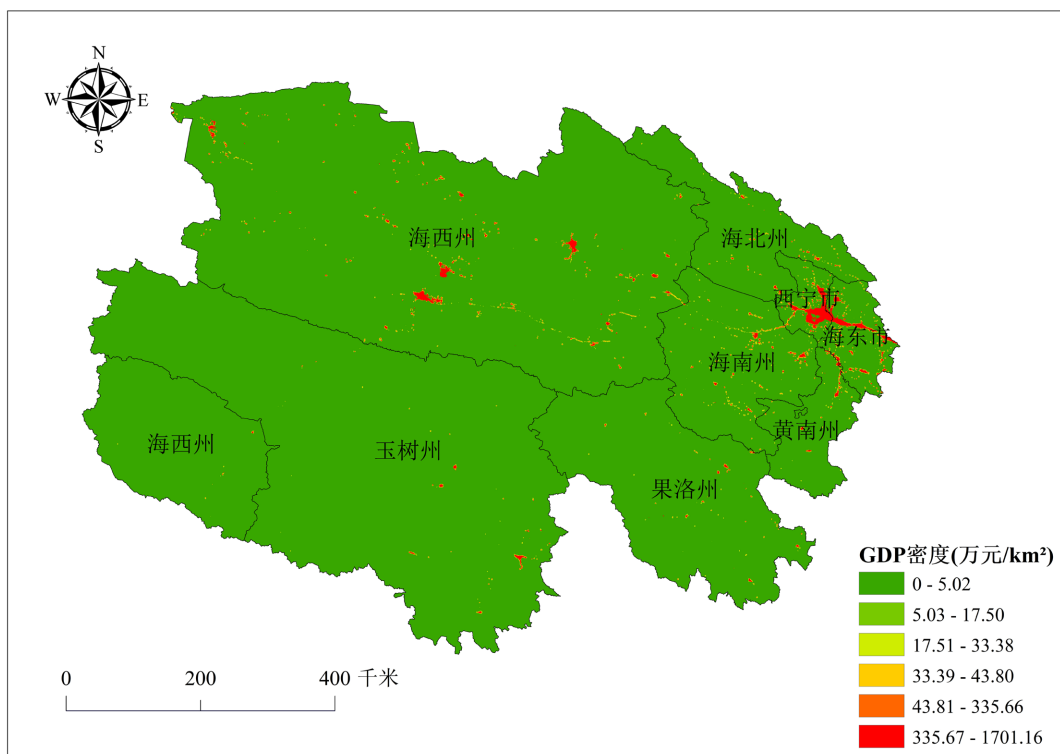 N
W
E
S
海西州
海北州
西宁市
海东市
海南州
黄南州
海西州
玉树州
果洛州
GDP密度(万元/km²)
0 - 5.02
5.03 - 17.50
17.51 - 33.38
33.39 - 43.80
43.81 - 335.66
335.67 - 1701.16
0 200 400 千米